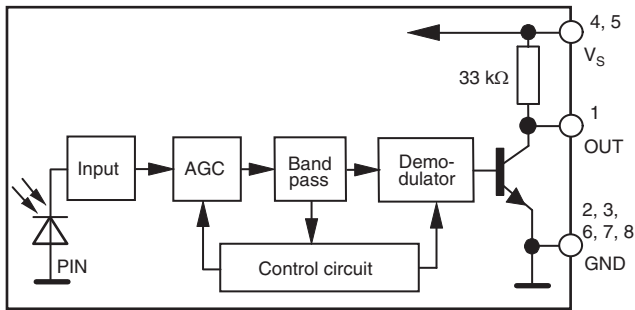 4, 5
V_S
33 kΩ
1
OUT
Input
AGC
Band
pass
Demo-
dulator
2, 3,
6, 7, 8
GND
PIN
Control circuit